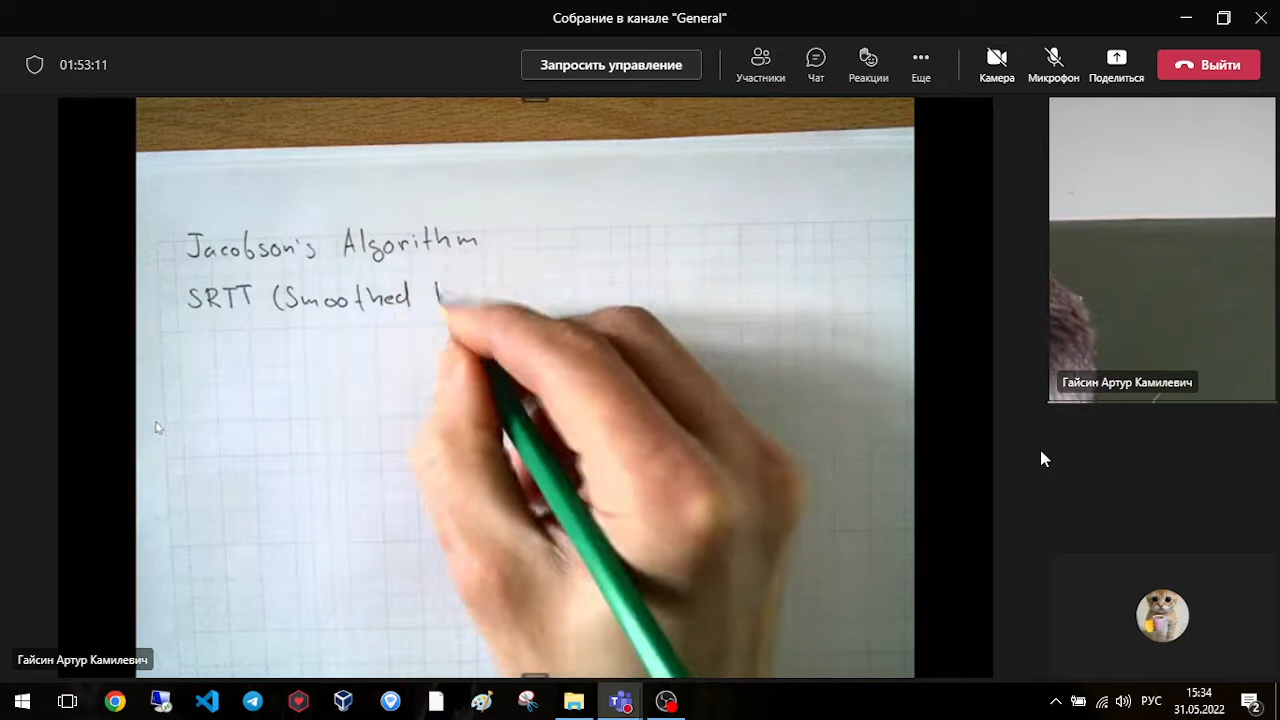 Собрание в канале "General"
01:53:11
Запросить управление
Участники
Чат
Реакции
Еще
Камера
Микрофон
Поделиться
Выйти
Jacobson's Algorithm
SRTT (Smoothed
Гайсин Артур Камилевич
Гайсин Артур Камилевич
РУС
15:34
31.05.2022
2